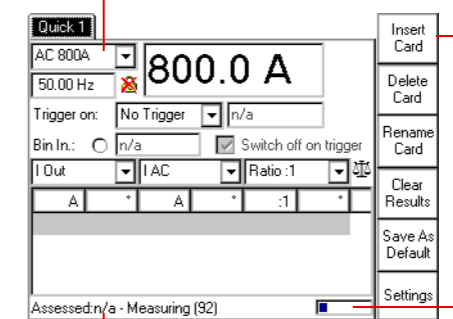 Quick 1
AC 800A
50.00 Hz
800.0 A
Trigger on: No Trigger n/a
Bin In.: n/a Switch off on trigger
I Out I AC Ratio :1
A ° A ° :1 °
Assessed:n/a - Measuring (92)
Insert
Card
Delete
Card
Rename
Card
Clear
Results
Save As
Default
Settings